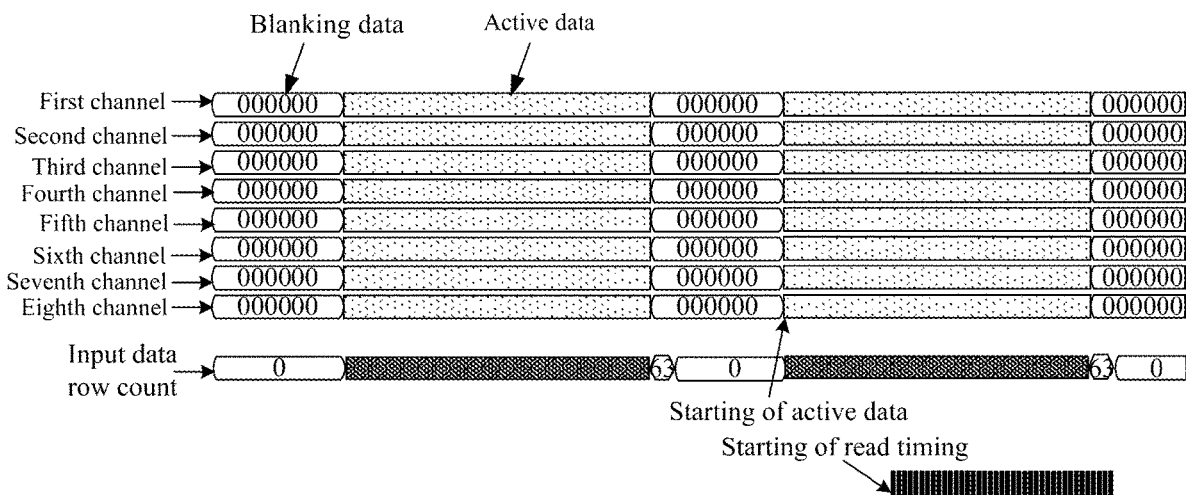 Blanking data Active data
First channel 000000 000000 000000
Second channel 000000 000000 000000
Third channel 000000 000000 000000
Fourth channel 000000 000000 000000
Fifth channel 000000 000000 000000
Sixth channel 000000 000000 000000
Seventh channel 000000 000000 000000
Eighth channel 000000 000000 000000
Input data
row count 0 63 0 63 0
Starting of active data
Starting of read timing